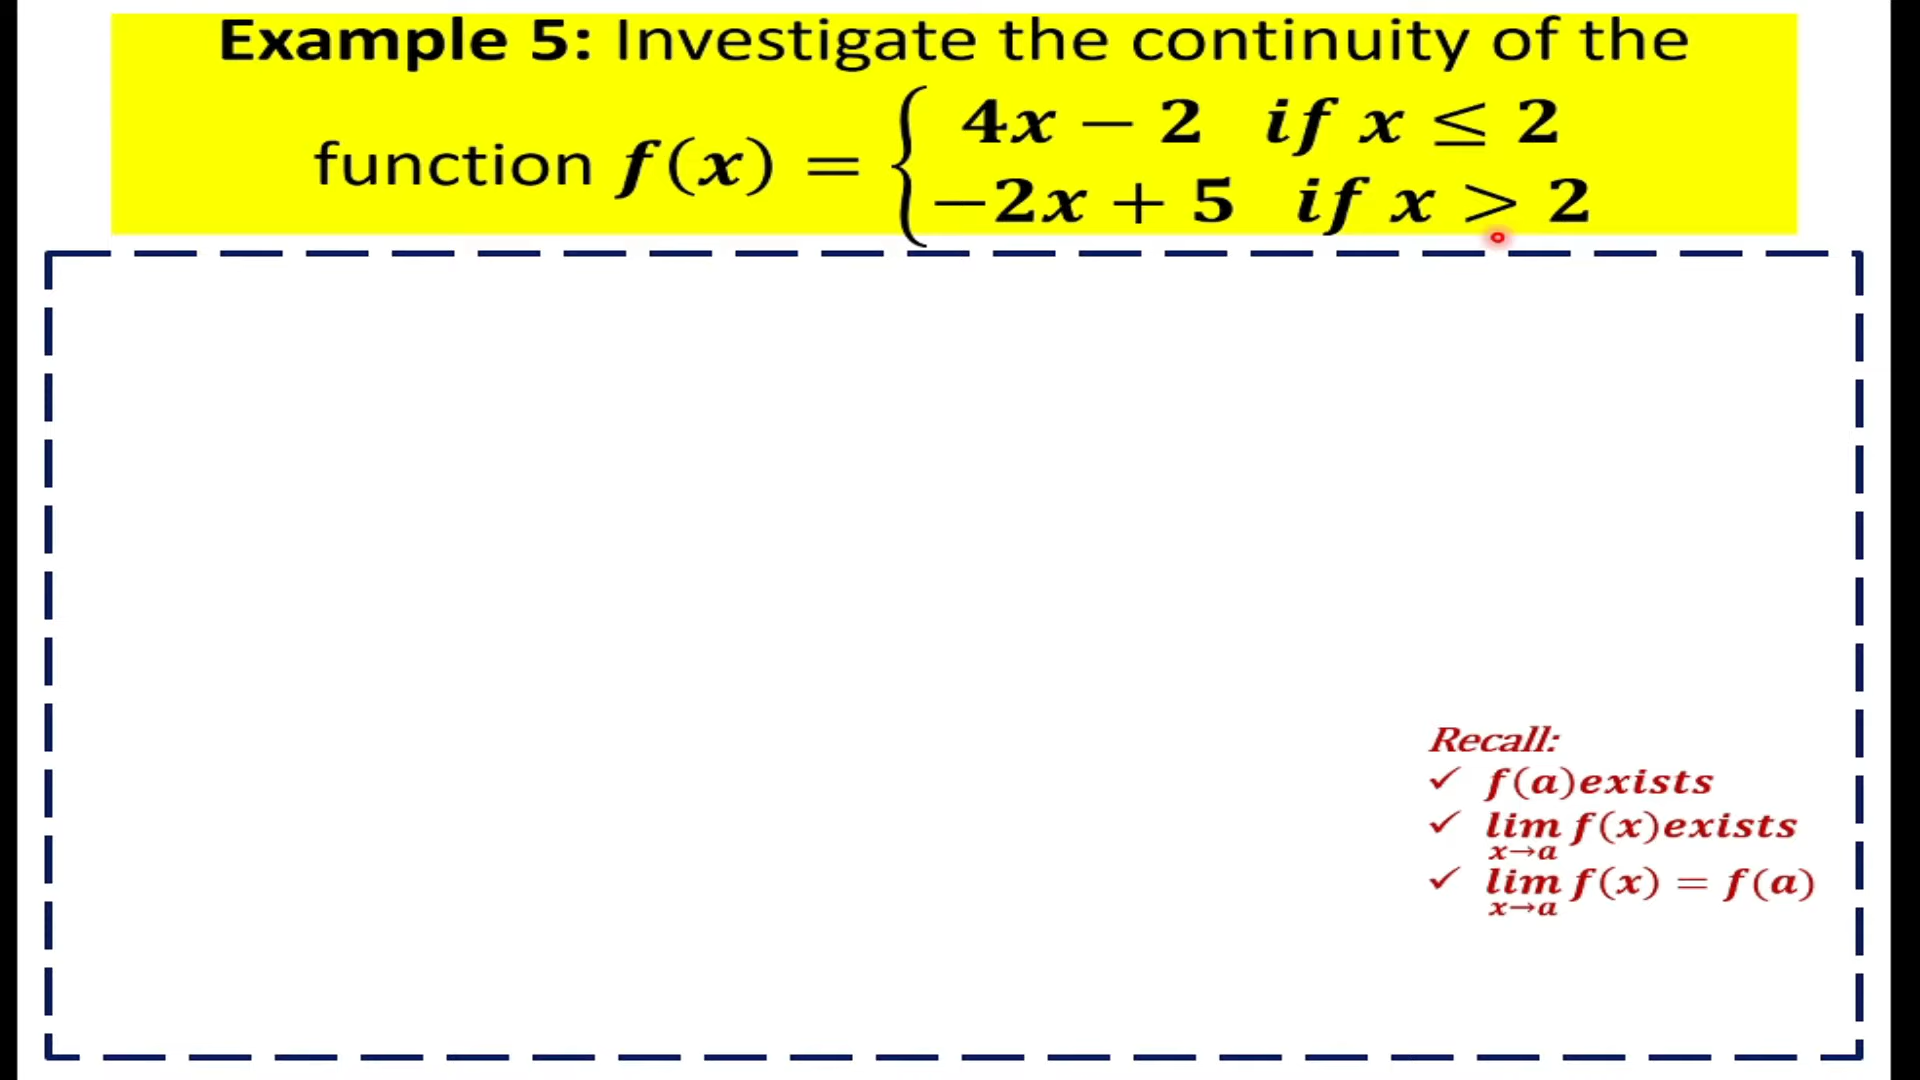 Example 5: Investigate the continuity of the
function f(x) = { 4x − 2 if x ≤ 2
−2x + 5 if x > 2
Recall:
✓ f(a)exists
✓ lim f(x)exists
x→a
✓ lim f(x) = f(a)
x→a